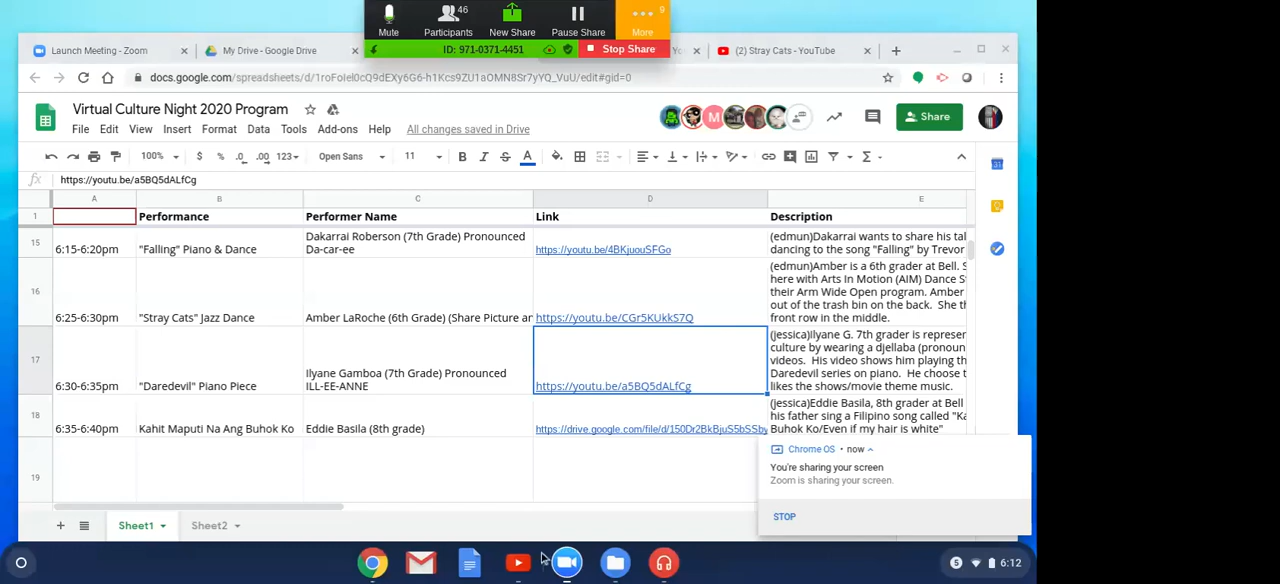 46
9
Mute
Participants
New Share
Pause Share
More
ID: 971-0371-4451
Stop Share
Launch Meeting - Zoom
My Drive - Google Drive
Yo
(2) Stray Cats - YouTube
docs.google.com/spreadsheets/d/1roFoIeI0cQ9dEXy6G6-h1Kcs9ZU1aOMN8Sr7yYQ_VuU/edit#gid=0
Virtual Culture Night 2020 Program
M
Share
File Edit View Insert Format Data Tools Add-ons Help All changes saved in Drive
100% $ % .0 .00 123 Open Sans 11 B I S A
fx https://youtu.be/a5BQ5dALfCg
A B C D E
1 Performance Performer Name Link Description
15 6:15-6:20pm "Falling" Piano & Dance
Dakarrai Roberson (7th Grade) Pronounced
Da-car-ee
https://youtu.be/4BKjuouSFGo
(edmun)Dakarrai wants to share his tal
dancing to the song "Falling" by Trevor
16 6:25-6:30pm "Stray Cats" Jazz Dance
Amber LaRoche (6th Grade) (Share Picture an
https://youtu.be/CGr5KUkkS7Q
(edmun)Amber is a 6th grader at Bell. S
here with Arts In Motion (AIM) Dance S
their Arm Wide Open program. Amber
out of the trash bin on the back. She th
front row in the middle.
17 6:30-6:35pm "Daredevil" Piano Piece
Ilyane Gamboa (7th Grade) Pronounced
ILL-EE-ANNE
https://youtu.be/a5BQ5dALfCg
(jessica)Ilyane G. 7th grader is represen
culture by wearing a djellaba (pronoun
videos. His video shows him playing th
Daredevil series on piano. He choose t
likes the shows/movie theme music.
18 6:35-6:40pm Kahit Maputi Na Ang Buhok Ko
Eddie Basila (8th grade)
https://drive.google.com/file/d/150Dr2BkBjuS5bSSby
(jessica)Eddie Basila, 8th grader at Bell
his father sing a Filipino song called "Ka
Buhok Ko/Even if my hair is white"
19
Chrome OS • now
You're sharing your screen
Zoom is sharing your screen.
STOP
Sheet1
Sheet2
5
6:12